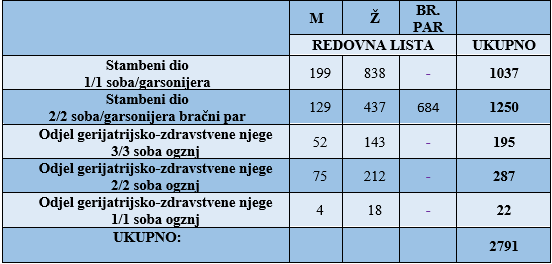 M Ž BR. PAR
REDOVNA LISTA UKUPNO
Stambeni dio
1/1 soba/garsonijera 199 838 - 1037
Stambeni dio
2/2 soba/garsonijera bračni par 129 437 684 1250
Odjel gerijatrijsko-zdravstvene njege
3/3 soba ogznj 52 143 - 195
Odjel gerijatrijsko-zdravstvene njege
2/2 soba ogznj 75 212 - 287
Odjel gerijatrijsko-zdravstvene njege
1/1 soba ogznj 4 18 - 22
UKUPNO: 2791